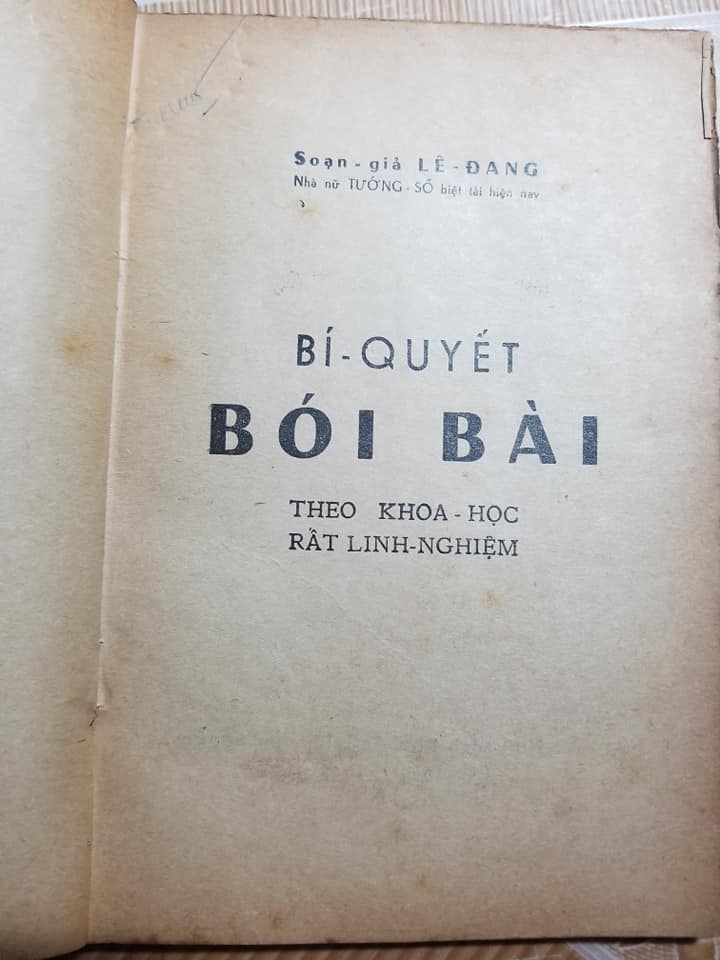 Soạn-giả LÊ-ĐANG
Nhà nữ TƯỚNG-SỐ biệt tài hiện nay
BÍ-QUYẾT
BÓI BÀI
THEO KHOA-HỌC
RẤT LINH-NGHIỆM